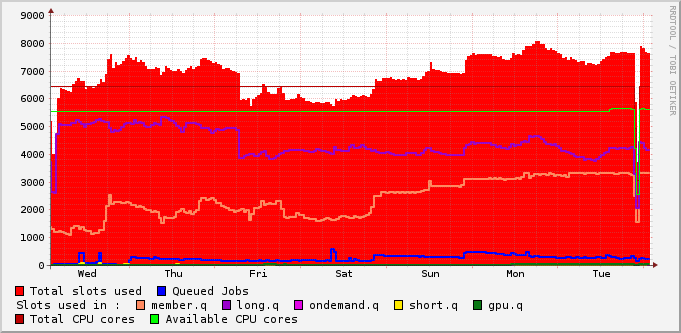 9000
8000
7000
6000
5000
4000
3000
2000
1000
0
Wed Thu Fri Sat Sun Mon Tue
Total slots used Queued Jobs
Slots used in : member.q long.q ondemand.q short.q gpu.q
Total CPU cores Available CPU cores
RRDTOOL / TOBI OETIKER